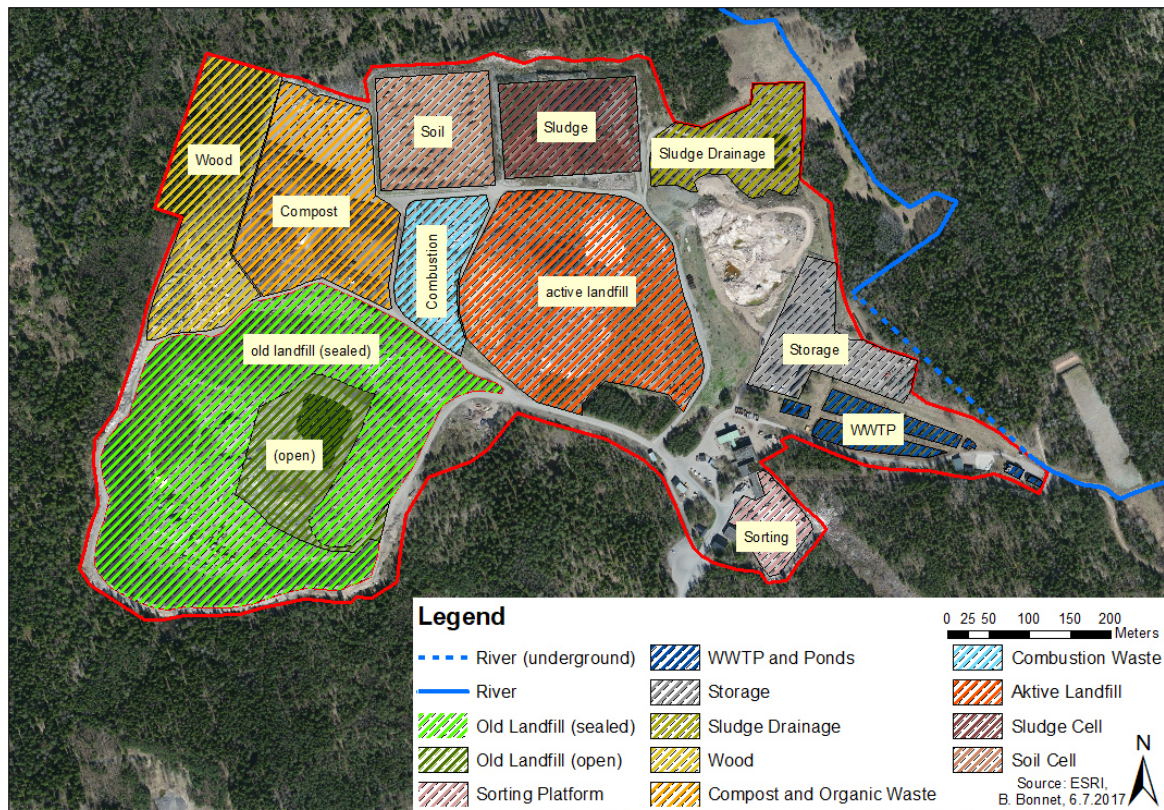 Wood
Soil
Sludge
Sludge Drainage
Compost
Combustion
active landfill
old landfill (sealed)
Storage
(open)
WWTP
Sorting
Legend
River (underground)
River
Old Landfill (sealed)
Old Landfill (open)
Sorting Platform
WWTP and Ponds
Storage
Sludge Drainage
Wood
Compost and Organic Waste
0 25 50 100 150 200
Meters
Combustion Waste
Aktive Landfill
Sludge Cell
Soil Cell
N
Source: ESRI,
B. Bonnet, 6.7.2017